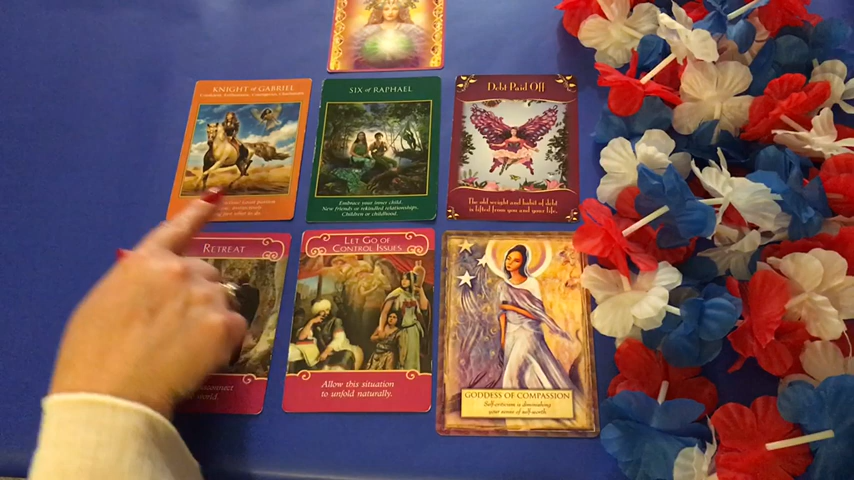 KNIGHT of GABRIEL
SIX of RAPHAEL
Embrace your inner child.
New friends or rekindled relationships.
Children or childhood.
Debt Paid Off
The old weight and habit of debt
is lifted from you and your life.
RETREAT
world.
LET GO OF
CONTROL ISSUES
Allow this situation
to unfold naturally.
GODDESS OF COMPASSION
Self-criticism is diminishing
your sense of self-worth.